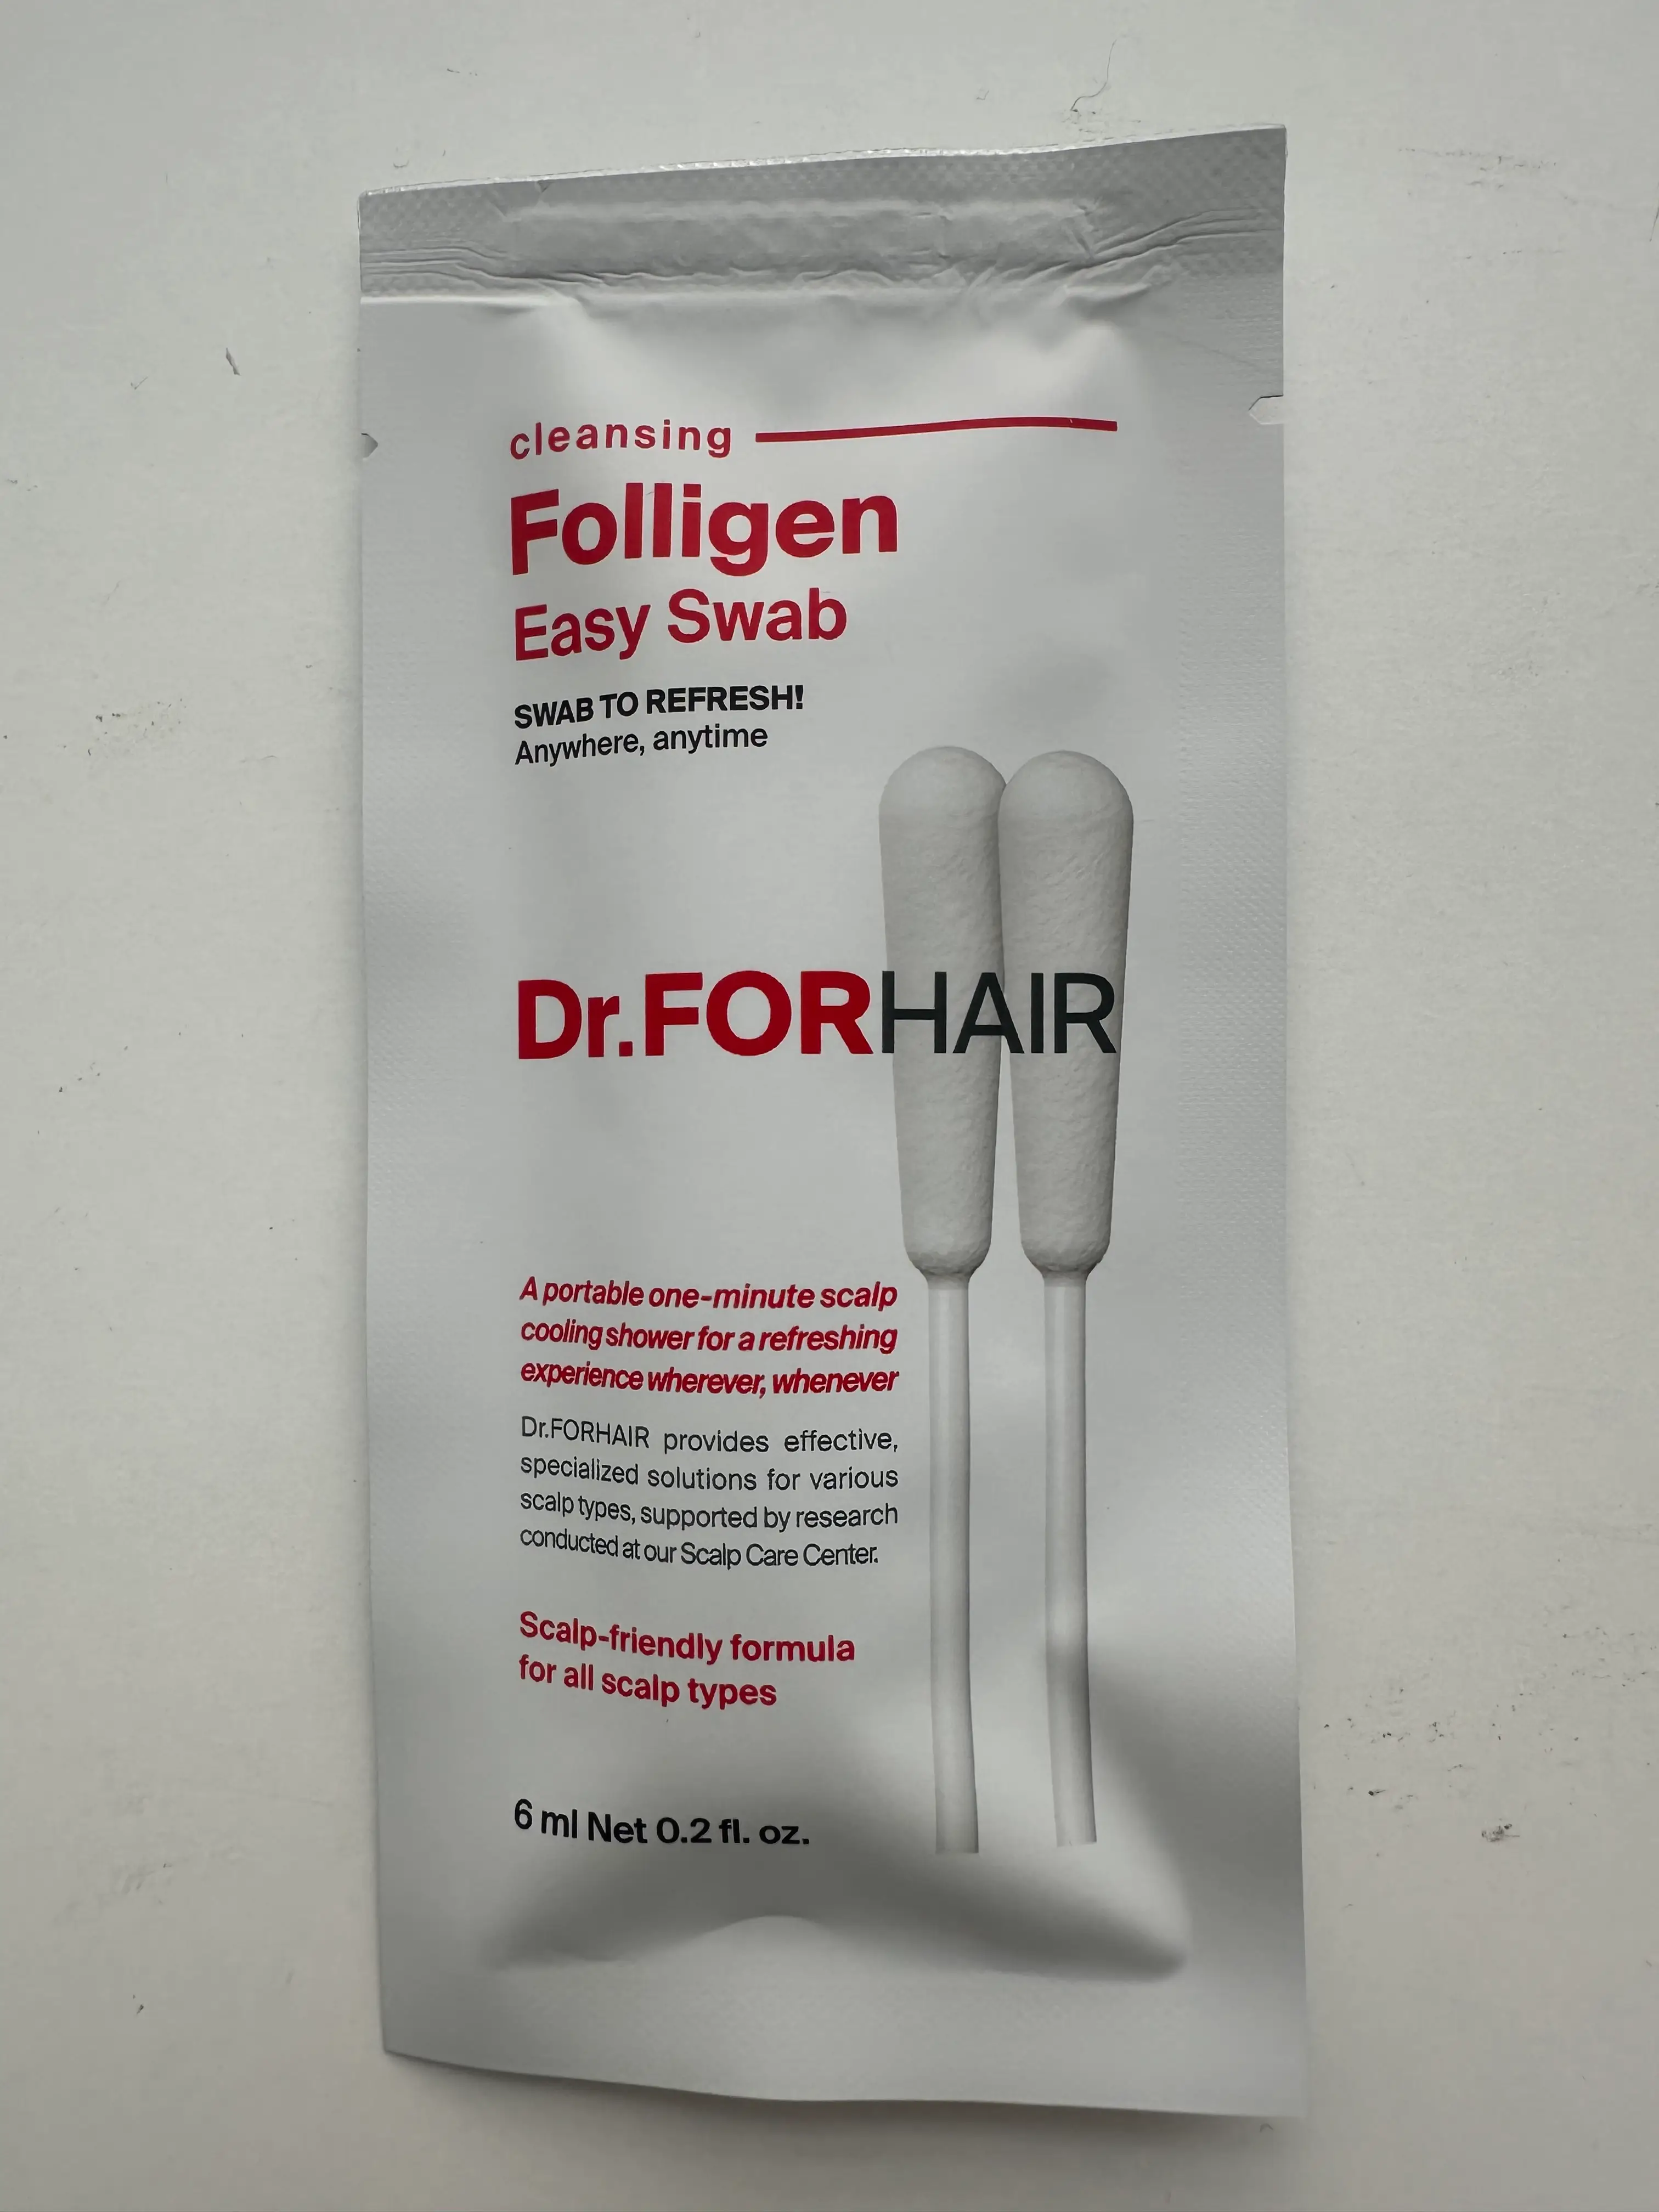 cleansing
Folligen
Easy Swab
SWAB TO REFRESH!
Anywhere, anytime
Dr.FORHAIR
A portable one-minute scalp
cooling shower for a refreshing
experience wherever, whenever
Dr.FORHAIR provides effective,
specialized solutions for various
scalp types, supported by research
conducted at our Scalp Care Center.
Scalp-friendly formula
for all scalp types
6 ml Net 0.2 fl. oz.